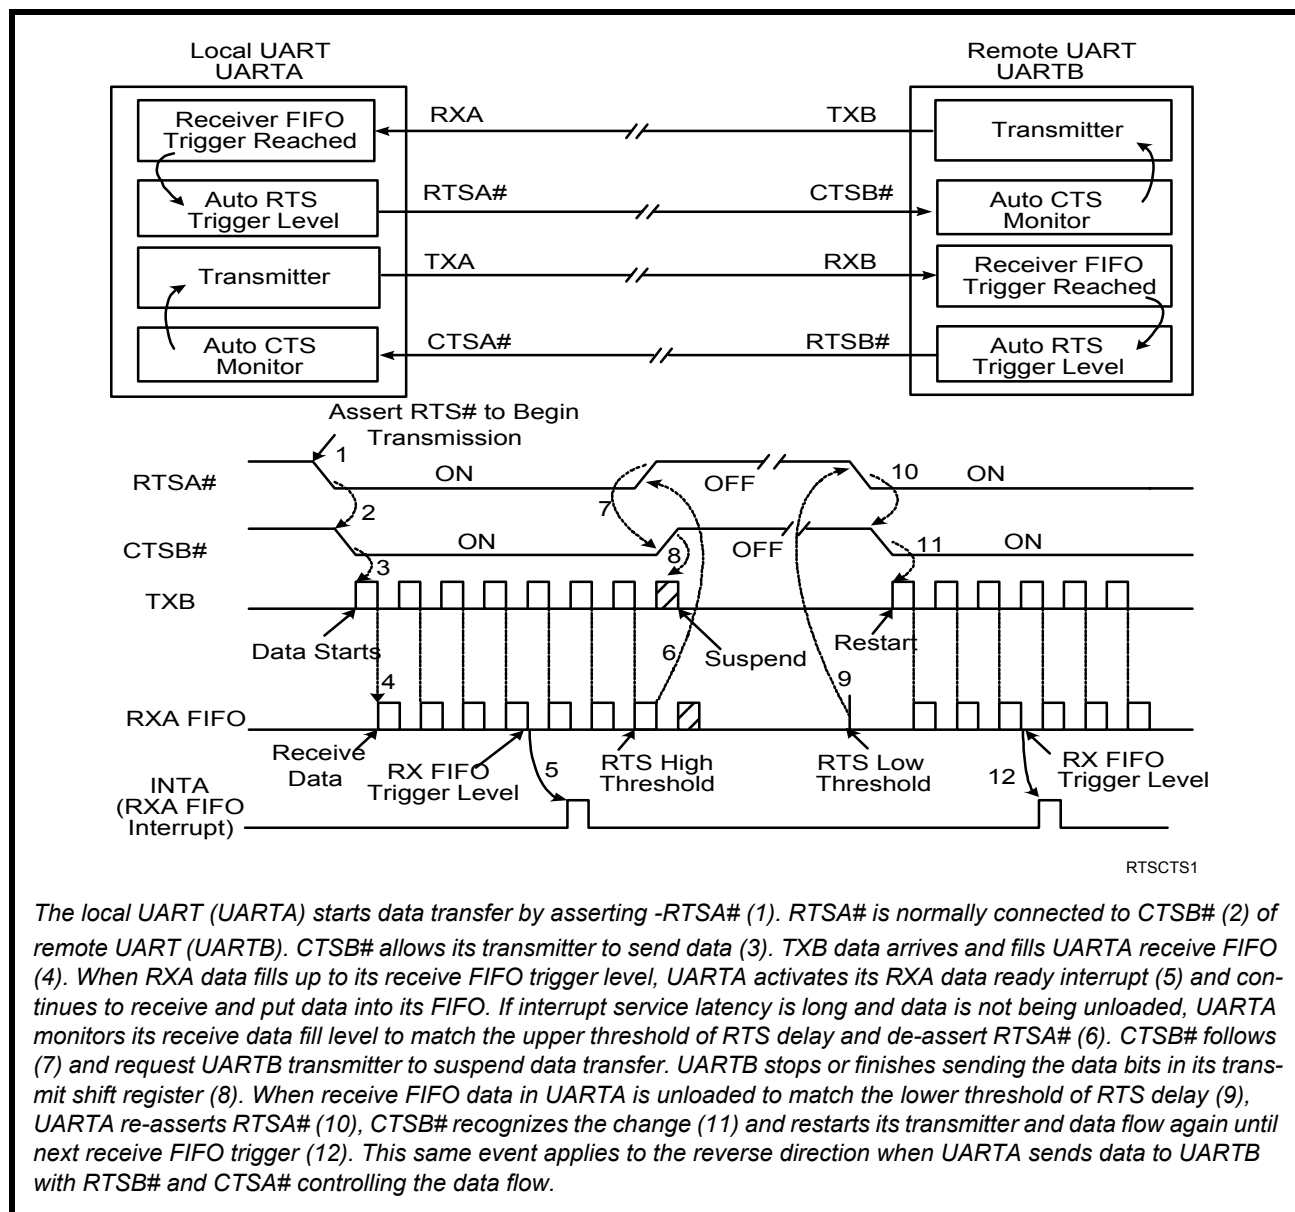 Local UART
UARTA
Remote UART
UARTB
Receiver FIFO
Trigger Reached
RXA
TXB
Transmitter
Auto RTS
Trigger Level
RTSA#
CTSB#
Auto CTS
Monitor
Transmitter
TXA
RXB
Receiver FIFO
Trigger Reached
Auto CTS
Monitor
CTSA#
RTSB#
Auto RTS
Trigger Level
Assert RTS# to Begin
Transmission
RTSA#
1
ON
7
OFF
10
ON
2
CTSB#
ON
8
OFF
11
ON
3
TXB
Data Starts
6
Suspend
Restart
4
9
RXA FIFO
Receive
Data
RX FIFO
Trigger Level
5
RTS High
Threshold
RTS Low
Threshold
12
RX FIFO
Trigger Level
INTA
(RXA FIFO
Interrupt)
RTSCTS1
The local UART (UARTA) starts data transfer by asserting -RTSA# (1). RTSA# is normally connected to CTSB# (2) of
remote UART (UARTB). CTSB# allows its transmitter to send data (3). TXB data arrives and fills UARTA receive FIFO
(4). When RXA data fills up to its receive FIFO trigger level, UARTA activates its RXA data ready interrupt (5) and con-
tinues to receive and put data into its FIFO. If interrupt service latency is long and data is not being unloaded, UARTA
monitors its receive data fill level to match the upper threshold of RTS delay and de-assert RTSA# (6). CTSB# follows
(7) and request UARTB transmitter to suspend data transfer. UARTB stops or finishes sending the data bits in its trans-
mit shift register (8). When receive FIFO data in UARTA is unloaded to match the lower threshold of RTS delay (9),
UARTA re-asserts RTSA# (10), CTSB# recognizes the change (11) and restarts its transmitter and data flow again until
next receive FIFO trigger (12). This same event applies to the reverse direction when UARTA sends data to UARTB
with RTSB# and CTSA# controlling the data flow.